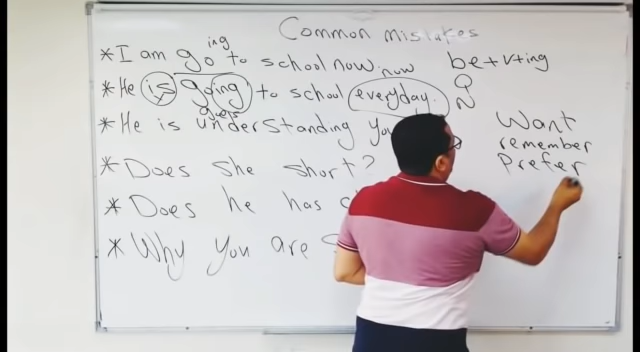 Common mistakes
ing
* I am go to school now. now
be + v + ing
* He is going to school everyday.
goes
* He is understanding you
Want
remember
Prefer
* Does she short?
* Does he has
* Why you are